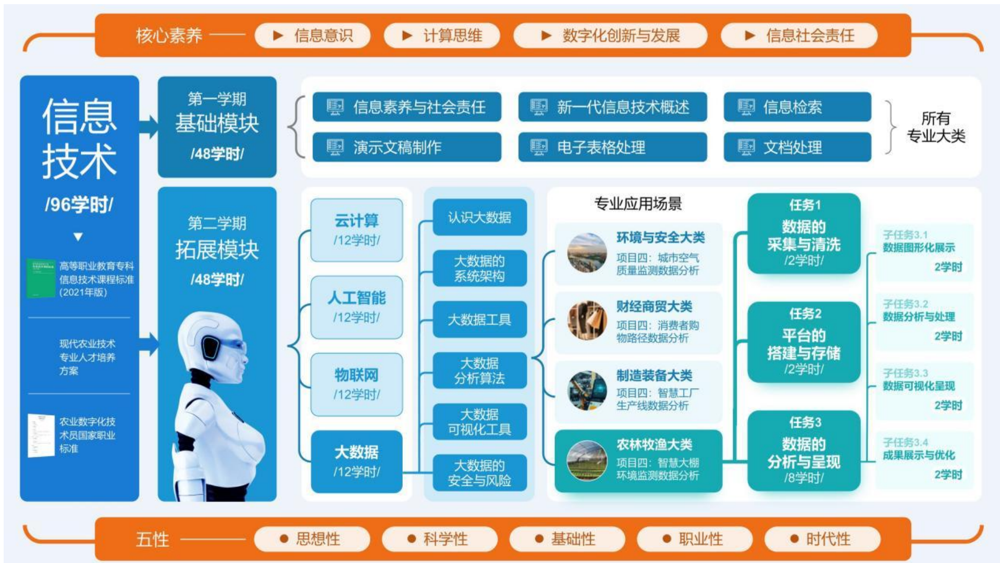 核心素养
▶ 信息意识
▶ 计算思维
▶ 数字化创新与发展
▶ 信息社会责任
信息
技术
/96学时/
高等职业教育专科
信息技术课程标准
(2021年版)
现代农业技术
专业人才培养
方案
农业数字化技
术员国家职业
标准
第一学期
基础模块
/48学时/
信息素养与社会责任
新一代信息技术概述
信息检索
演示文稿制作
电子表格处理
文档处理
所有
专业大类
第二学期
拓展模块
/48学时/
云计算
/12学时/
人工智能
/12学时/
物联网
/12学时/
大数据
/12学时/
认识大数据
大数据的
系统架构
大数据工具
大数据
分析算法
大数据
可视化工具
大数据的
安全与风险
专业应用场景
环境与安全大类
项目四：城市空气
质量监测数据分析
财经商贸大类
项目四：消费者购
物路径数据分析
制造装备大类
项目四：智慧工厂
生产线数据分析
农林牧渔大类
项目四：智慧大棚
环境监测数据分析
任务1
数据的
采集与清洗
/2学时/
任务2
平台的
搭建与存储
/2学时/
任务3
数据的
分析与呈现
/8学时/
子任务3.1
数据图形化展示
2学时
子任务3.2
数据分析与处理
2学时
子任务3.3
数据可视化呈现
2学时
子任务3.4
成果展示与优化
2学时
五性
思想性
科学性
基础性
职业性
时代性